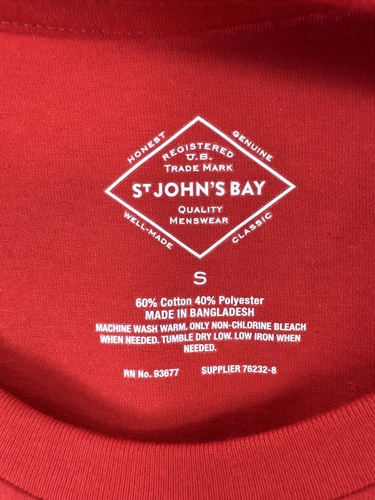 HONEST
GENUINE
REGISTERED
U.S.
TRADE MARK
ST JOHN'S BAY
QUALITY
MENSWEAR
WELL-MADE
CLASSIC
S
60% Cotton 40% Polyester
MADE IN BANGLADESH
MACHINE WASH WARM. ONLY NON-CHLORINE BLEACH
WHEN NEEDED. TUMBLE DRY LOW. LOW IRON WHEN
NEEDED.
RN No. 93677 SUPPLIER 76232-8